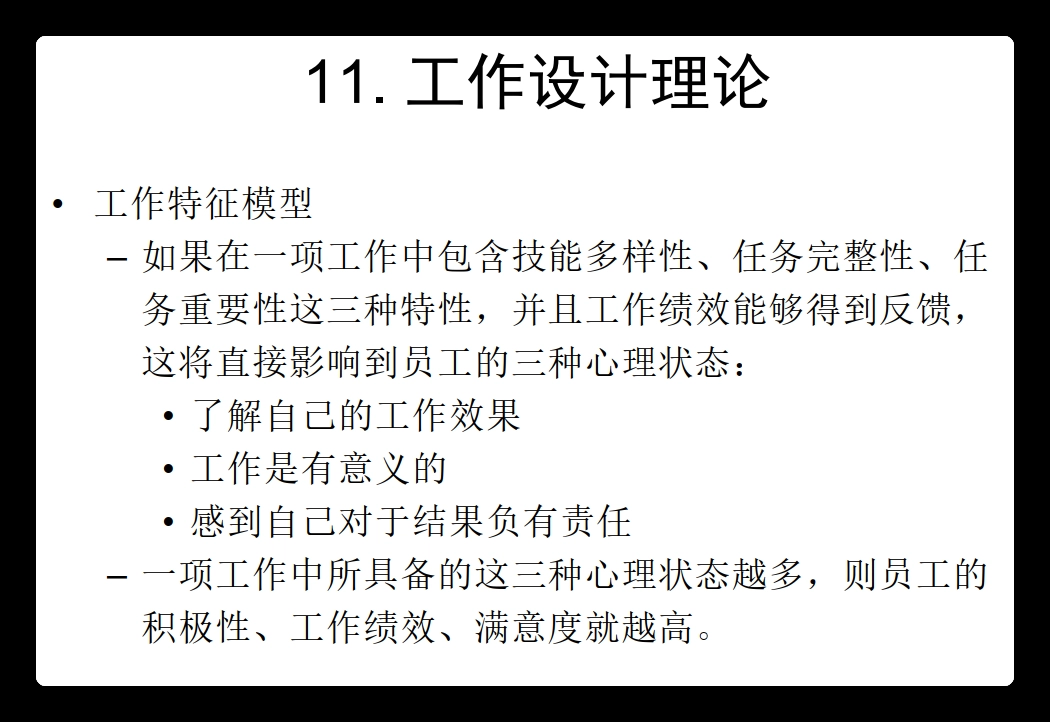 11. 工作设计理论
• 工作特征模型
– 如果在一项工作中包含技能多样性、任务完整性、任
务重要性这三种特性，并且工作绩效能够得到反馈，
这将直接影响到员工的三种心理状态：
• 了解自己的工作效果
• 工作是有意义的
• 感到自己对于结果负有责任
– 一项工作中所具备的这三种心理状态越多，则员工的
积极性、工作绩效、满意度就越高。